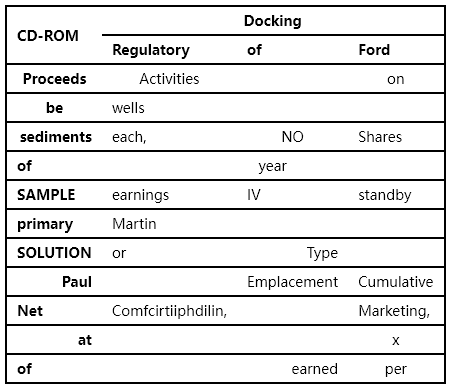 CD-ROM Docking
Regulatory of Ford
Proceeds Activities on
be wells
sediments each, NO Shares
of year
SAMPLE earnings IV standby
primary Martin
SOLUTION or Type
Paul Emplacement Cumulative
Net Comfcirtiiphdilin, Marketing,
at x
of earned per